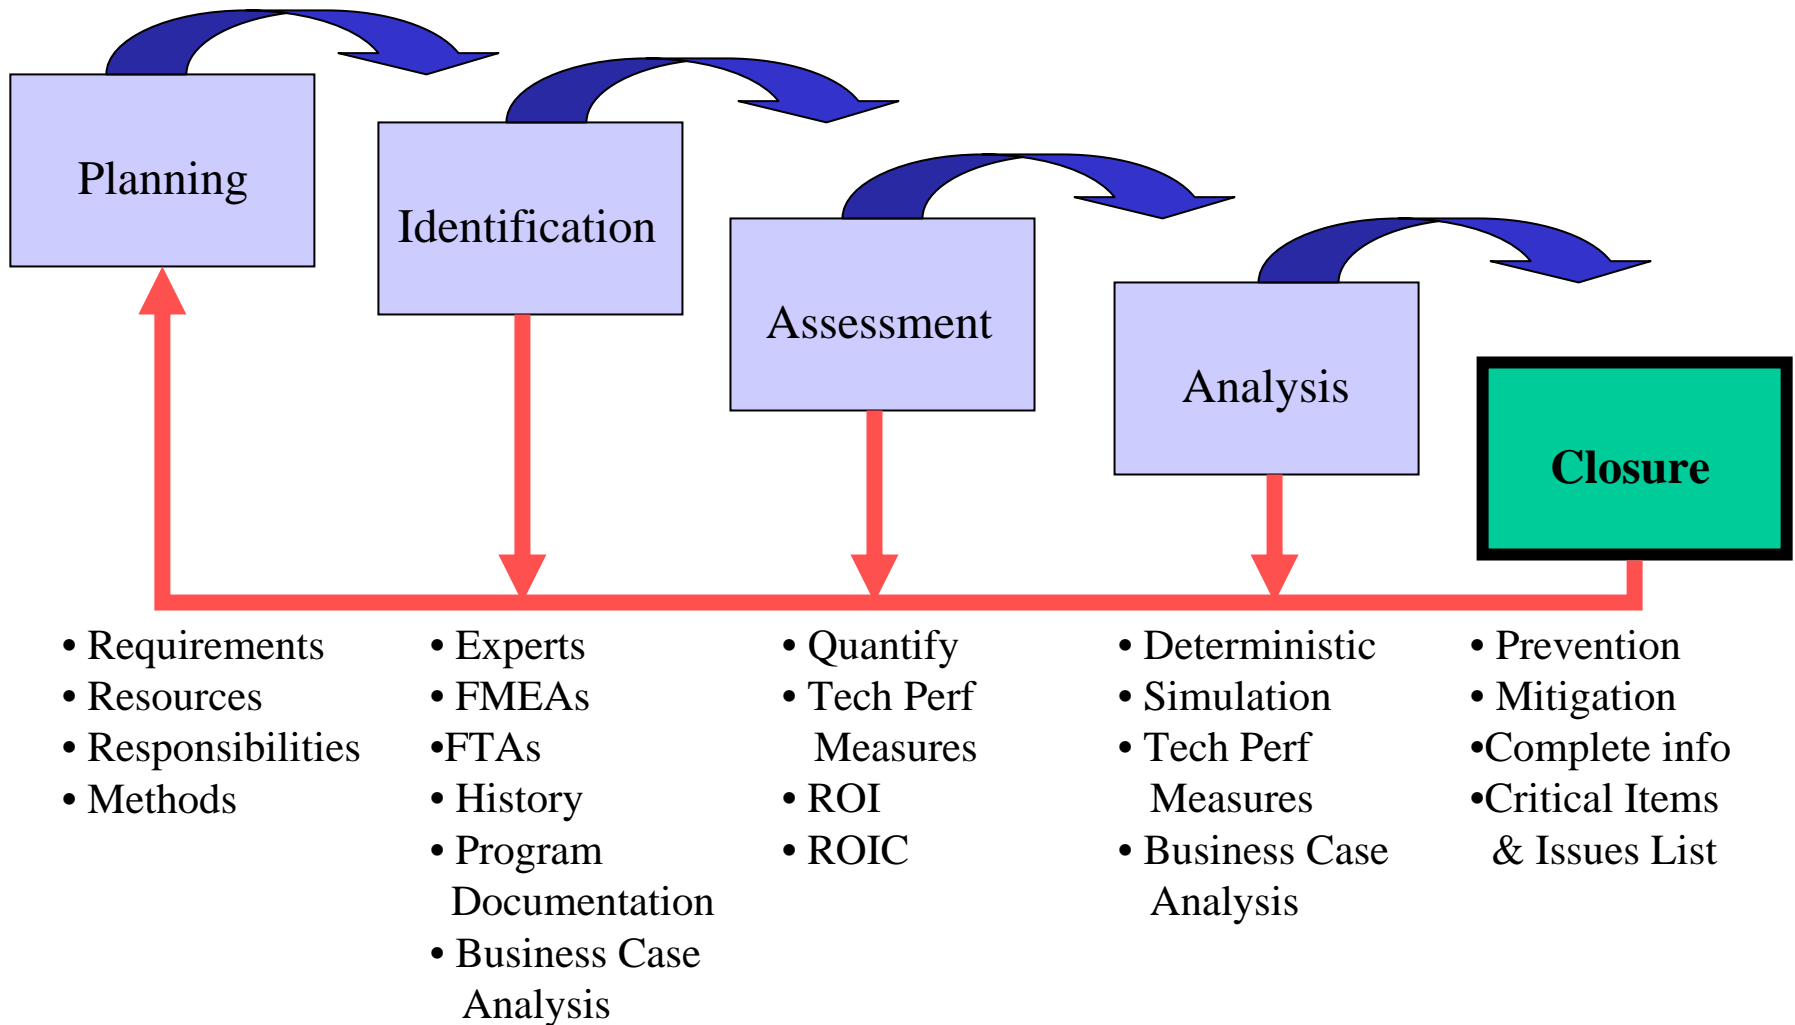 Planning
Identification
Assessment
Analysis
Closure
• Requirements
• Resources
• Responsibilities
• Methods
• Experts
• FMEAs
•FTAs
• History
• Program
Documentation
• Business Case
Analysis
• Quantify
• Tech Perf
Measures
• ROI
• ROIC
• Deterministic
• Simulation
• Tech Perf
Measures
• Business Case
Analysis
• Prevention
• Mitigation
•Complete info
•Critical Items
& Issues List